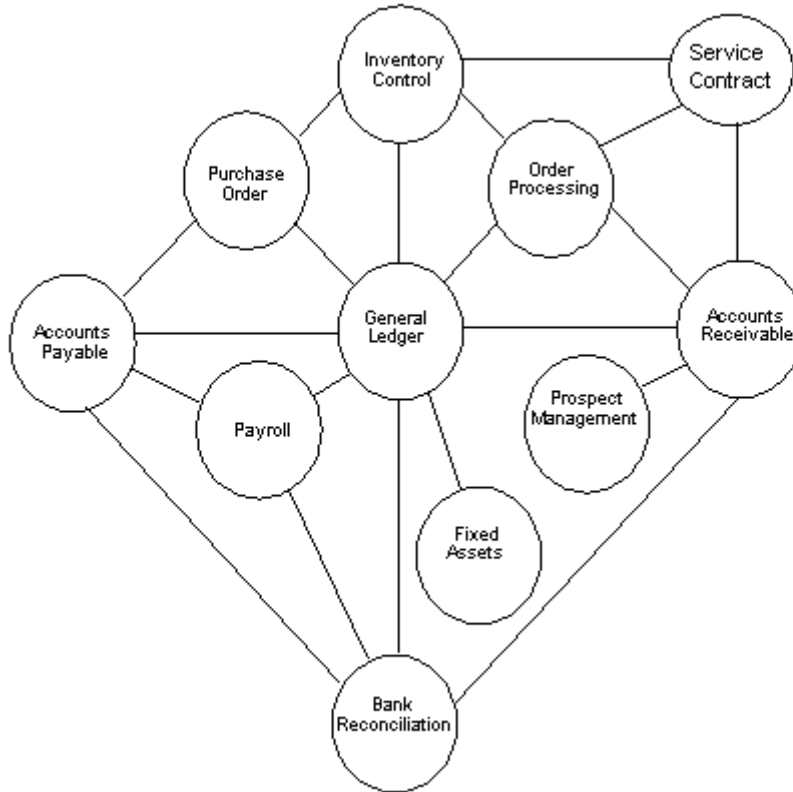 Inventory
Control
Service
Contract
Purchase
Order
Order
Processing
Accounts
Payable
General
Ledger
Accounts
Receivable
Payroll
Prospect
Management
Fixed
Assets
Bank
Reconciliation